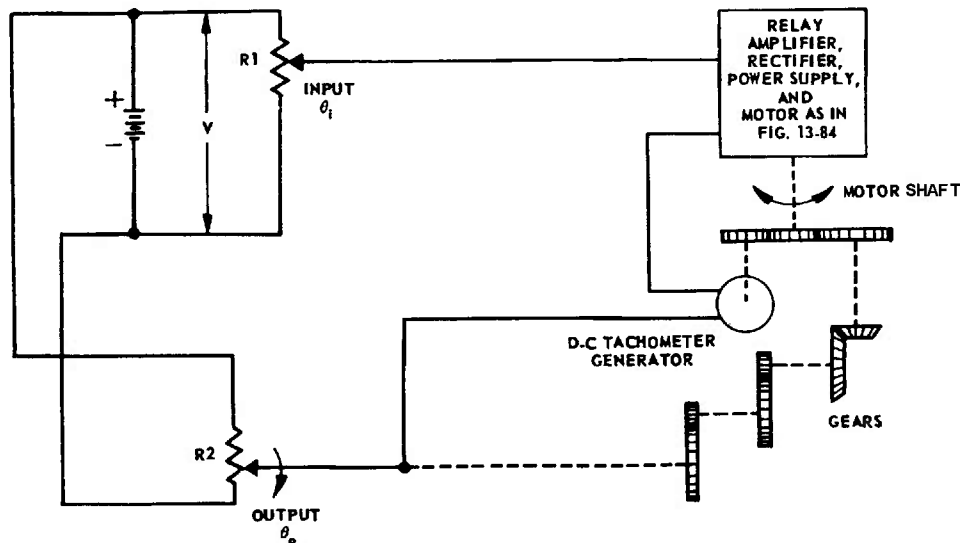 RELAY
AMPLIFIER,
RECTIFIER,
POWER SUPPLY,
AND
MOTOR AS IN
FIG. 13-84
R1
INPUT
θi
+
V
−
MOTOR SHAFT
D-C TACHOMETER
GENERATOR
GEARS
R2
OUTPUT
θo